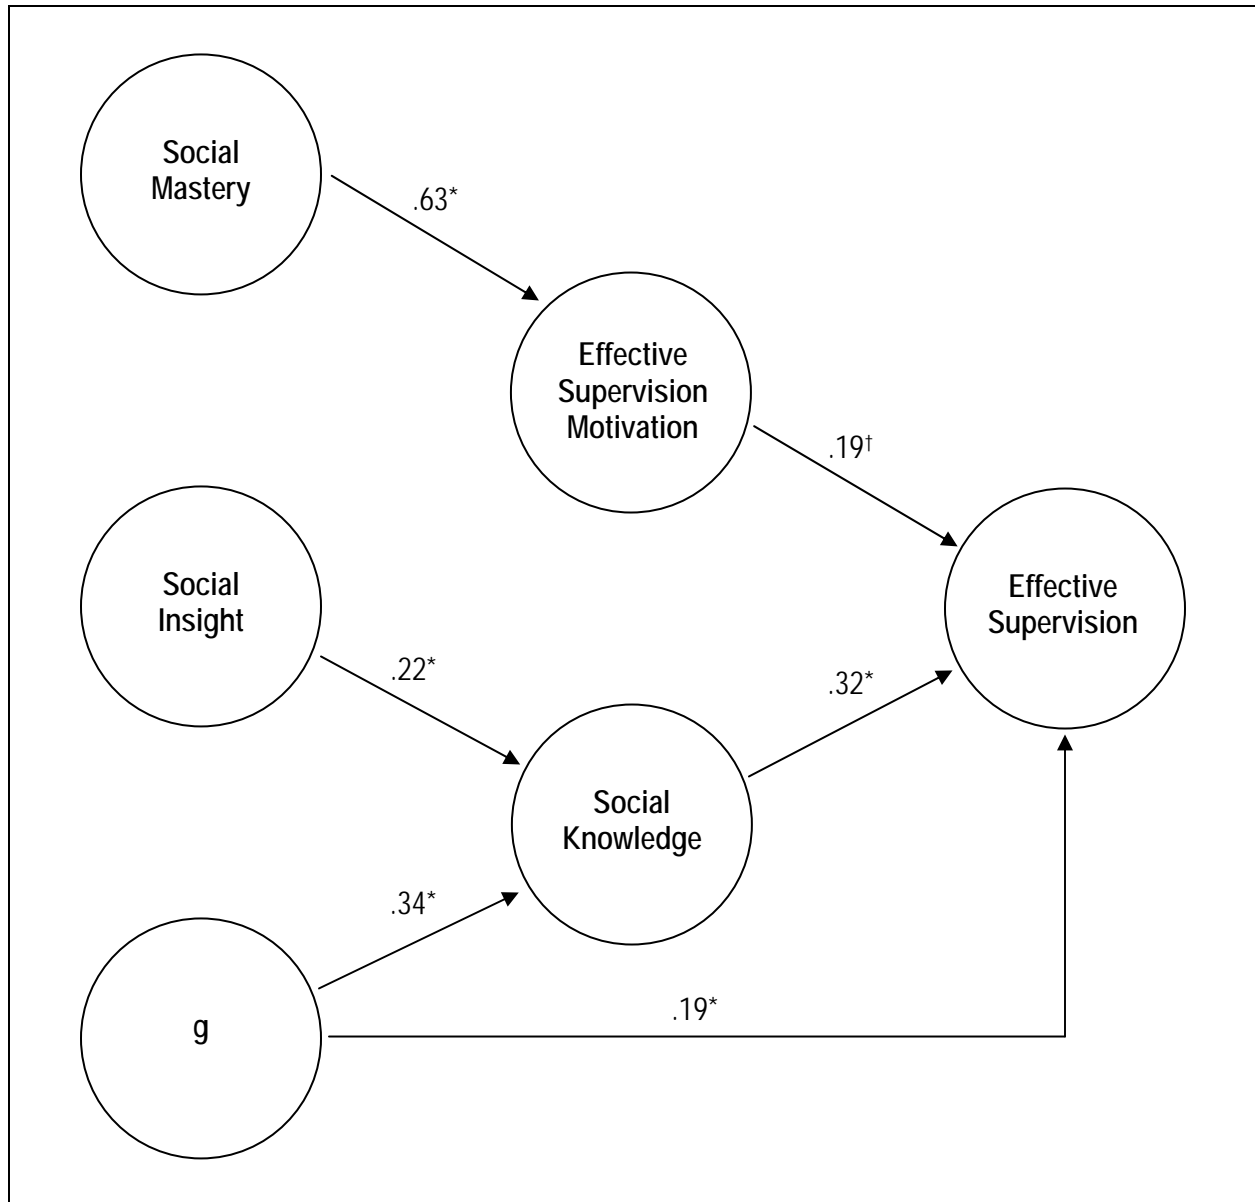 Social
Mastery
.63*
Effective
Supervision
Motivation
.19†
Social
Insight
Effective
Supervision
.22*
.32*
Social
Knowledge
.34*
g
.19*